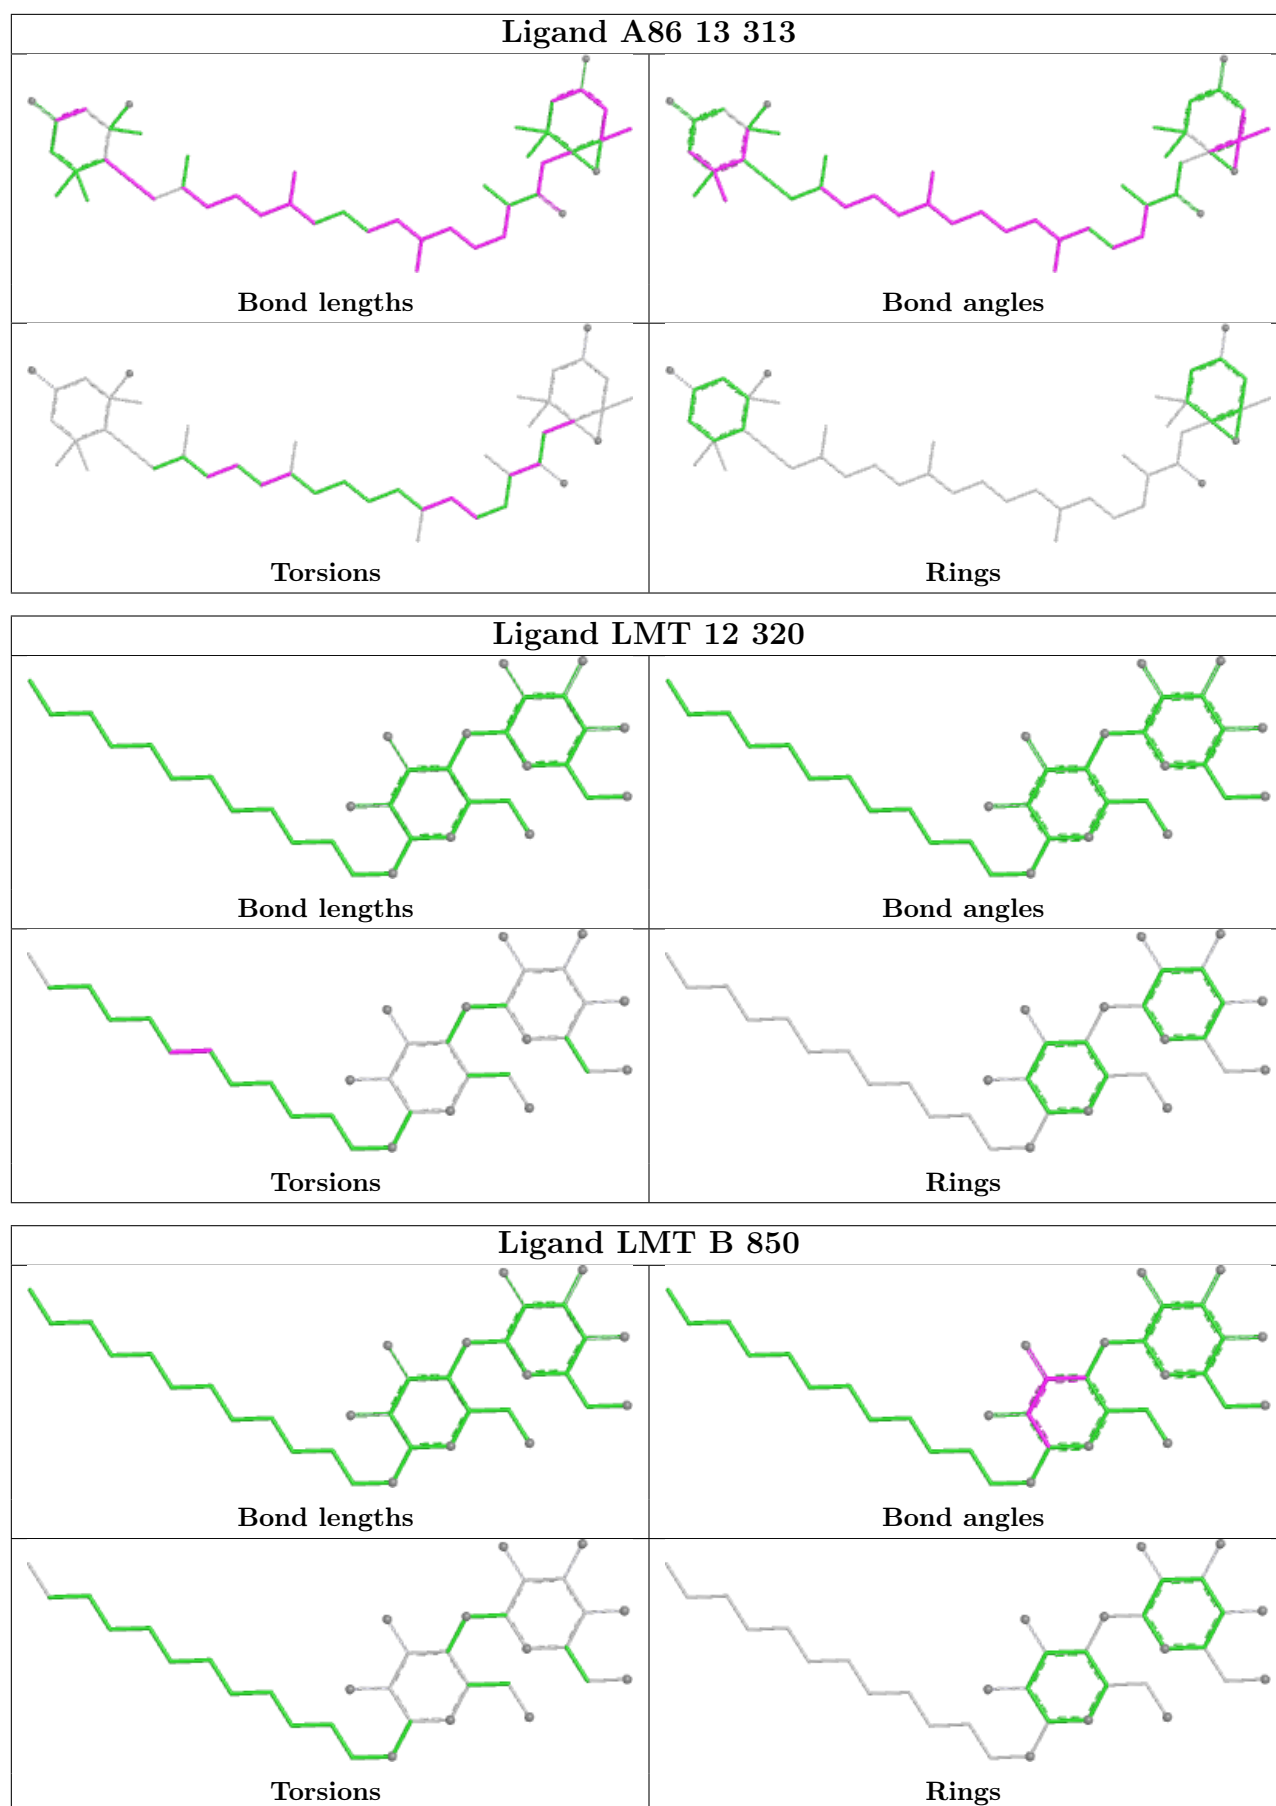 Ligand A86 13 313
Bond lengths
Bond angles
Torsions
Rings
Ligand LMT 12 320
Bond lengths
Bond angles
Torsions
Rings
Ligand LMT B 850
Bond lengths
Bond angles
Torsions
Rings